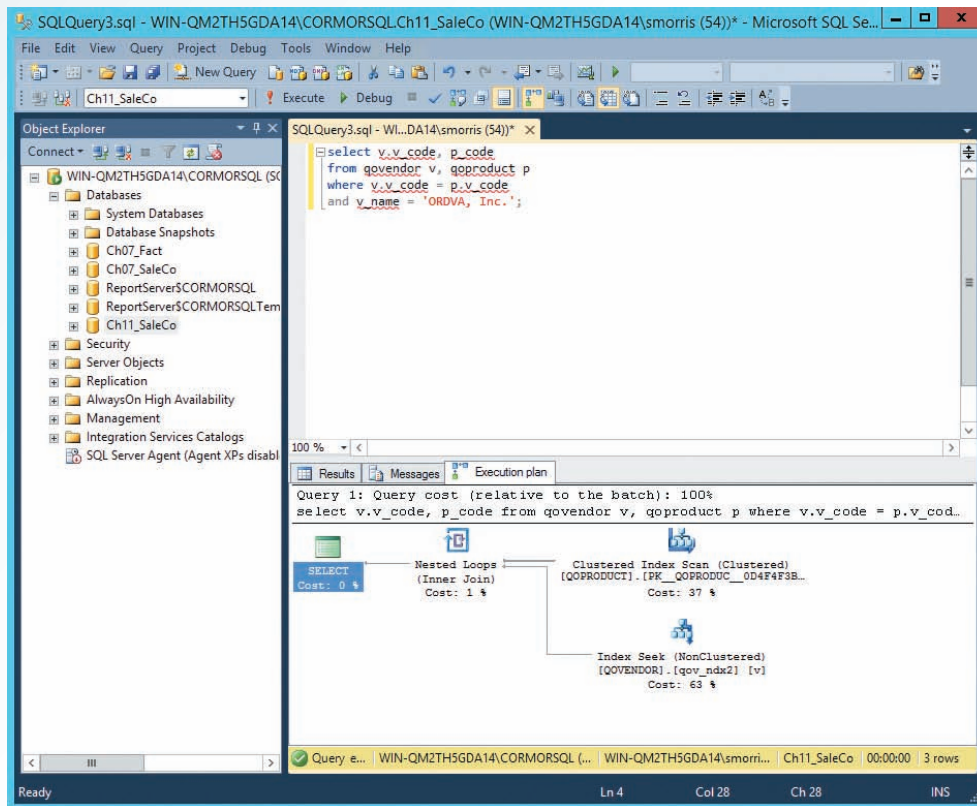 SQLQuery3.sql - WIN-QM2TH5GDA14\CORMORSQL.Ch11_SaleCo (WIN-QM2TH5GDA14\smorris (54))* - Microsoft SQL Se...
File Edit View Query Project Debug Tools Window Help
New Query
Ch11_SaleCo Execute Debug
Object Explorer
Connect
WIN-QM2TH5GDA14\CORMORSQL (SQ
Databases
System Databases
Database Snapshots
Ch07_Fact
Ch07_SaleCo
ReportServer$CORMORSQL
ReportServer$CORMORSQLTem
Ch11_SaleCo
Security
Server Objects
Replication
AlwaysOn High Availability
Management
Integration Services Catalogs
SQL Server Agent (Agent XPs disabl
SQLQuery3.sql - WI...DA14\smorris (54))*
select v.v_code, p_code
from qovendor v, qoproduct p
where v.v_code = p.v_code
and v_name = 'ORDVA, Inc.';
100 %
Results Messages Execution plan
Query 1: Query cost (relative to the batch): 100%
select v.v_code, p_code from qovendor v, qoproduct p where v.v_code = p.v_cod...
SELECT
Cost: 0 %
Nested Loops
(Inner Join)
Cost: 1 %
Clustered Index Scan (Clustered)
[QOPRODUCT].[PK__QOPRODUC__0D4F4F3B...
Cost: 37 %
Index Seek (NonClustered)
[QOVENDOR].[qov_ndx2] [v]
Cost: 63 %
Query e... WIN-QM2TH5GDA14\CORMORSQL (... WIN-QM2TH5GDA14\smorri... Ch11_SaleCo 00:00:00 3 rows
Ready Ln 4 Col 28 Ch 28 INS